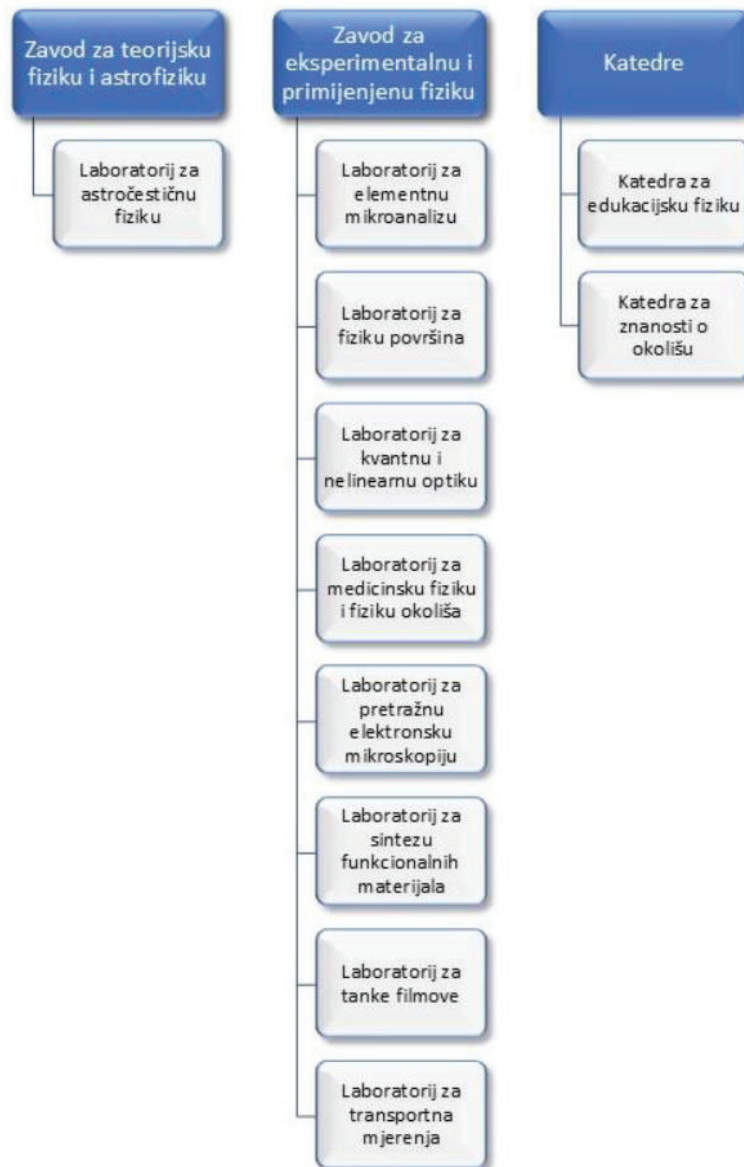 Zavod za teorijsku
fiziku i astrofiziku
Laboratorij za
astročestičnu
fiziku
Zavod za
eksperimentalnu i
primijenjenu fiziku
Laboratorij za
elementnu
mikroanalizu
Laboratorij za
fiziku površina
Laboratorij za
kvantnu i
nelinearnu optiku
Laboratorij za
medicinsku fiziku
i fiziku okoliša
Laboratorij za
pretražnu
elektronsku
mikroskopiju
Laboratorij za
sintezu
funkcionalnih
materijala
Laboratorij za
tanke filmove
Laboratorij za
transportna
mjerenja
Katedre
Katedra za
edukacijsku fiziku
Katedra za
znanosti o
okolišu